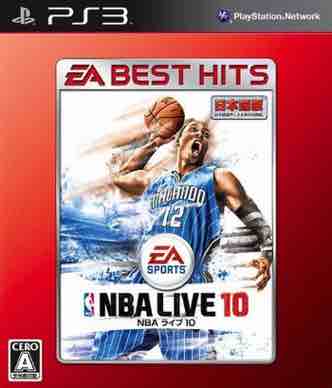 PS3
PlayStation.Network
EA BEST HITS
日本語版
ORLANDO
12
EA
SPORTS
NBA LIVE 10
NBA ライブ 10
CERO
A